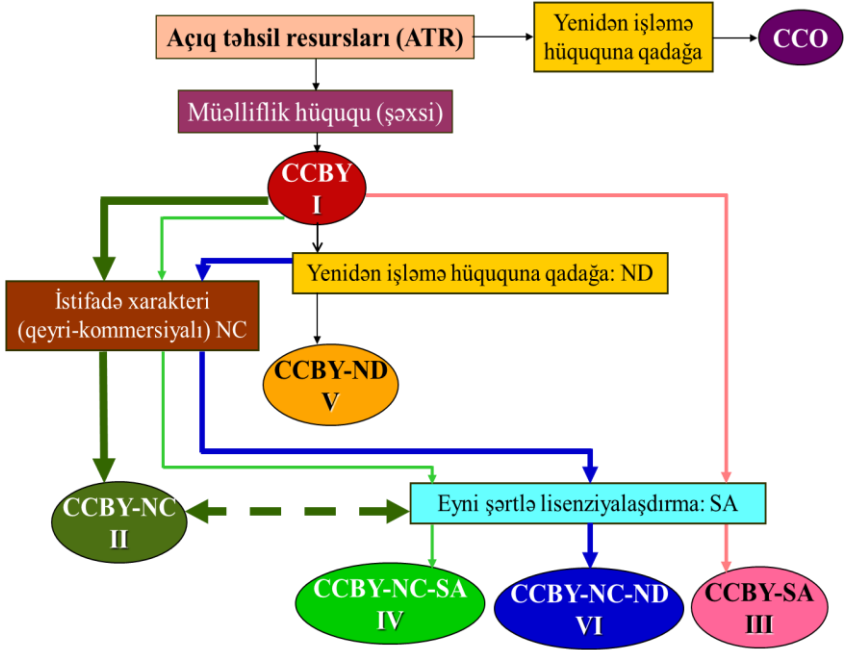 Açıq təhsil resursları (ATR)
Yenidən işləmə
hüququna qadağa
CCO
Müəlliflik hüququ (şəxsi)
CCBY
I
Yenidən işləmə hüququna qadağa: ND
İstifadə xarakteri
(qeyri-kommersiyalı) NC
CCBY-ND
V
CCBY-NC
II
Eyni şərtlə lisenziyalaşdırma: SA
CCBY-NC-SA
IV
CCBY-NC-ND
VI
CCBY-SA
III